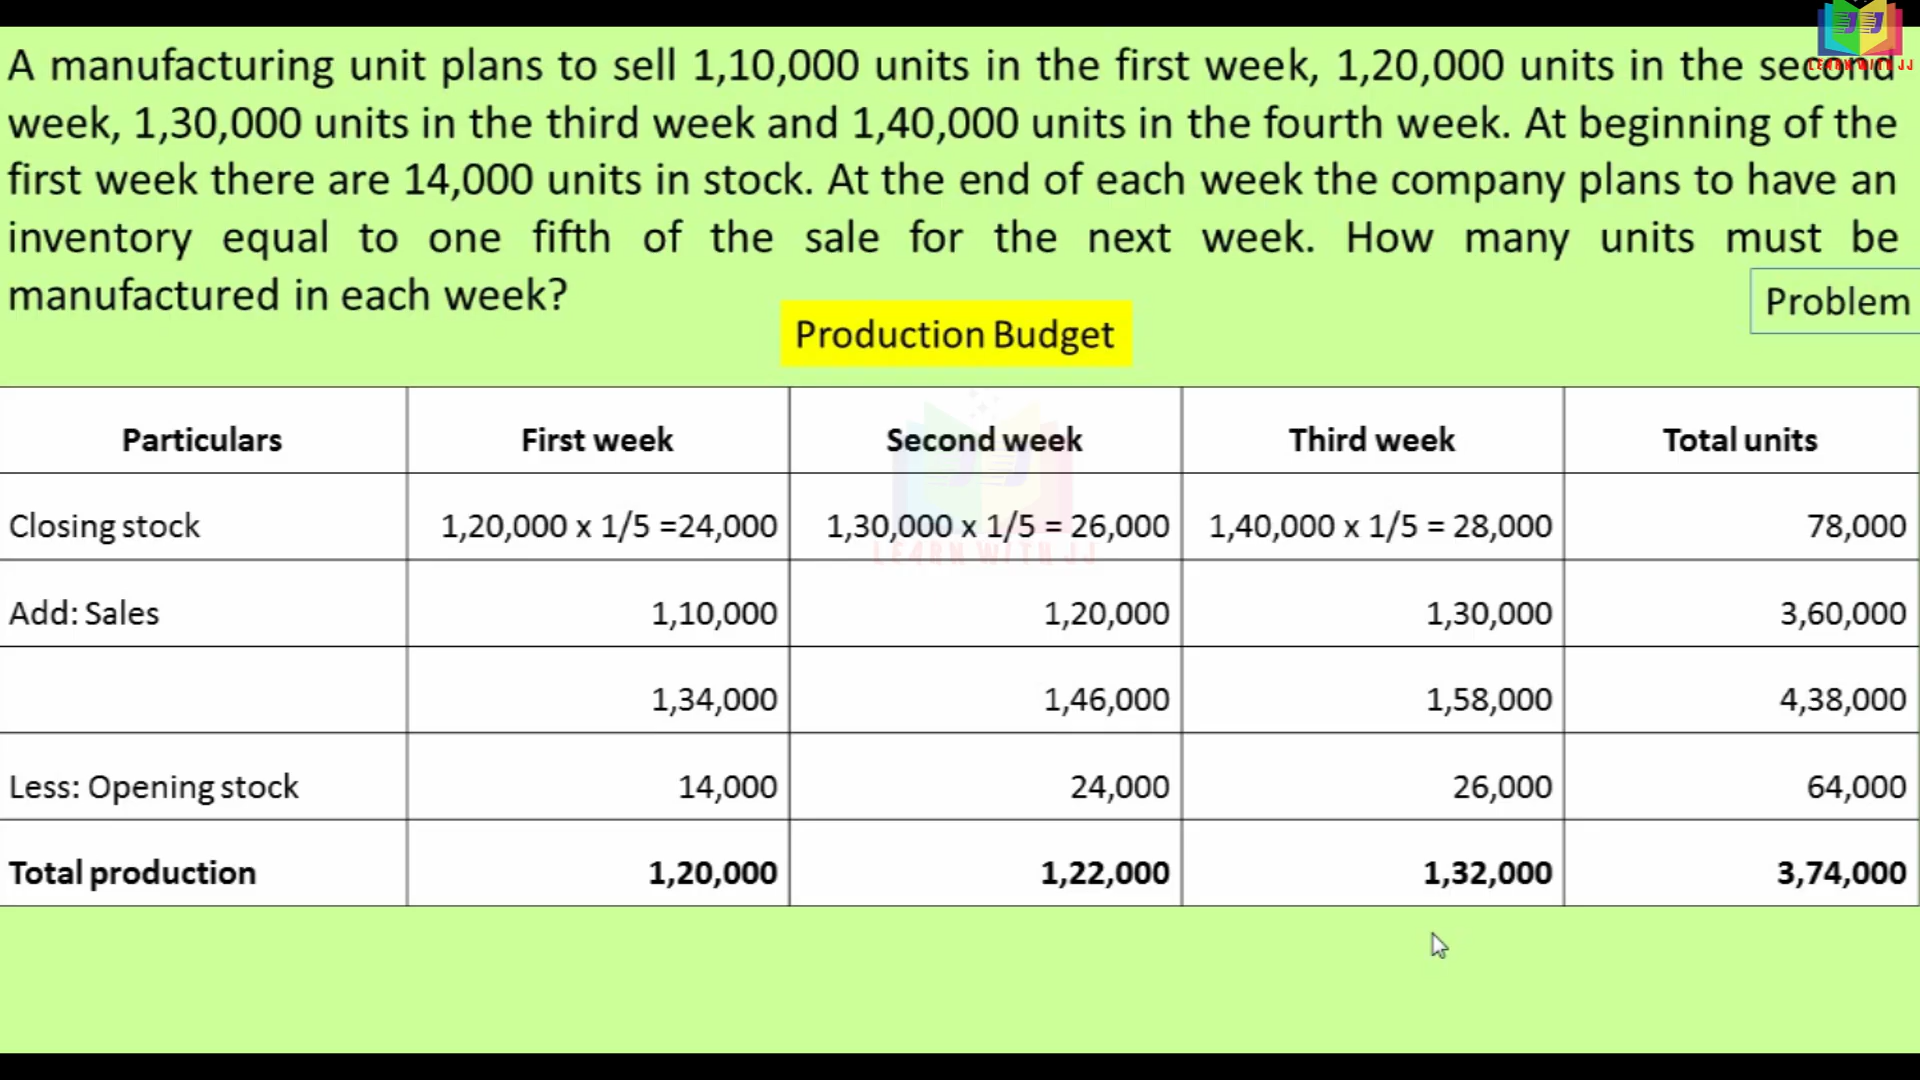 A manufacturing unit plans to sell 1,10,000 units in the first week, 1,20,000 units in the second
week, 1,30,000 units in the third week and 1,40,000 units in the fourth week. At beginning of the
first week there are 14,000 units in stock. At the end of each week the company plans to have an
inventory equal to one fifth of the sale for the next week. How many units must be
manufactured in each week?
LE4RN WITH JJ
Problem
Production Budget
Particulars First week Second week Third week Total units
Closing stock 1,20,000 x 1/5 =24,000 1,30,000 x 1/5 = 26,000 1,40,000 x 1/5 = 28,000 78,000
LE4RN WITH JJ
Add: Sales 1,10,000 1,20,000 1,30,000 3,60,000
1,34,000 1,46,000 1,58,000 4,38,000
Less: Opening stock 14,000 24,000 26,000 64,000
Total production 1,20,000 1,22,000 1,32,000 3,74,000